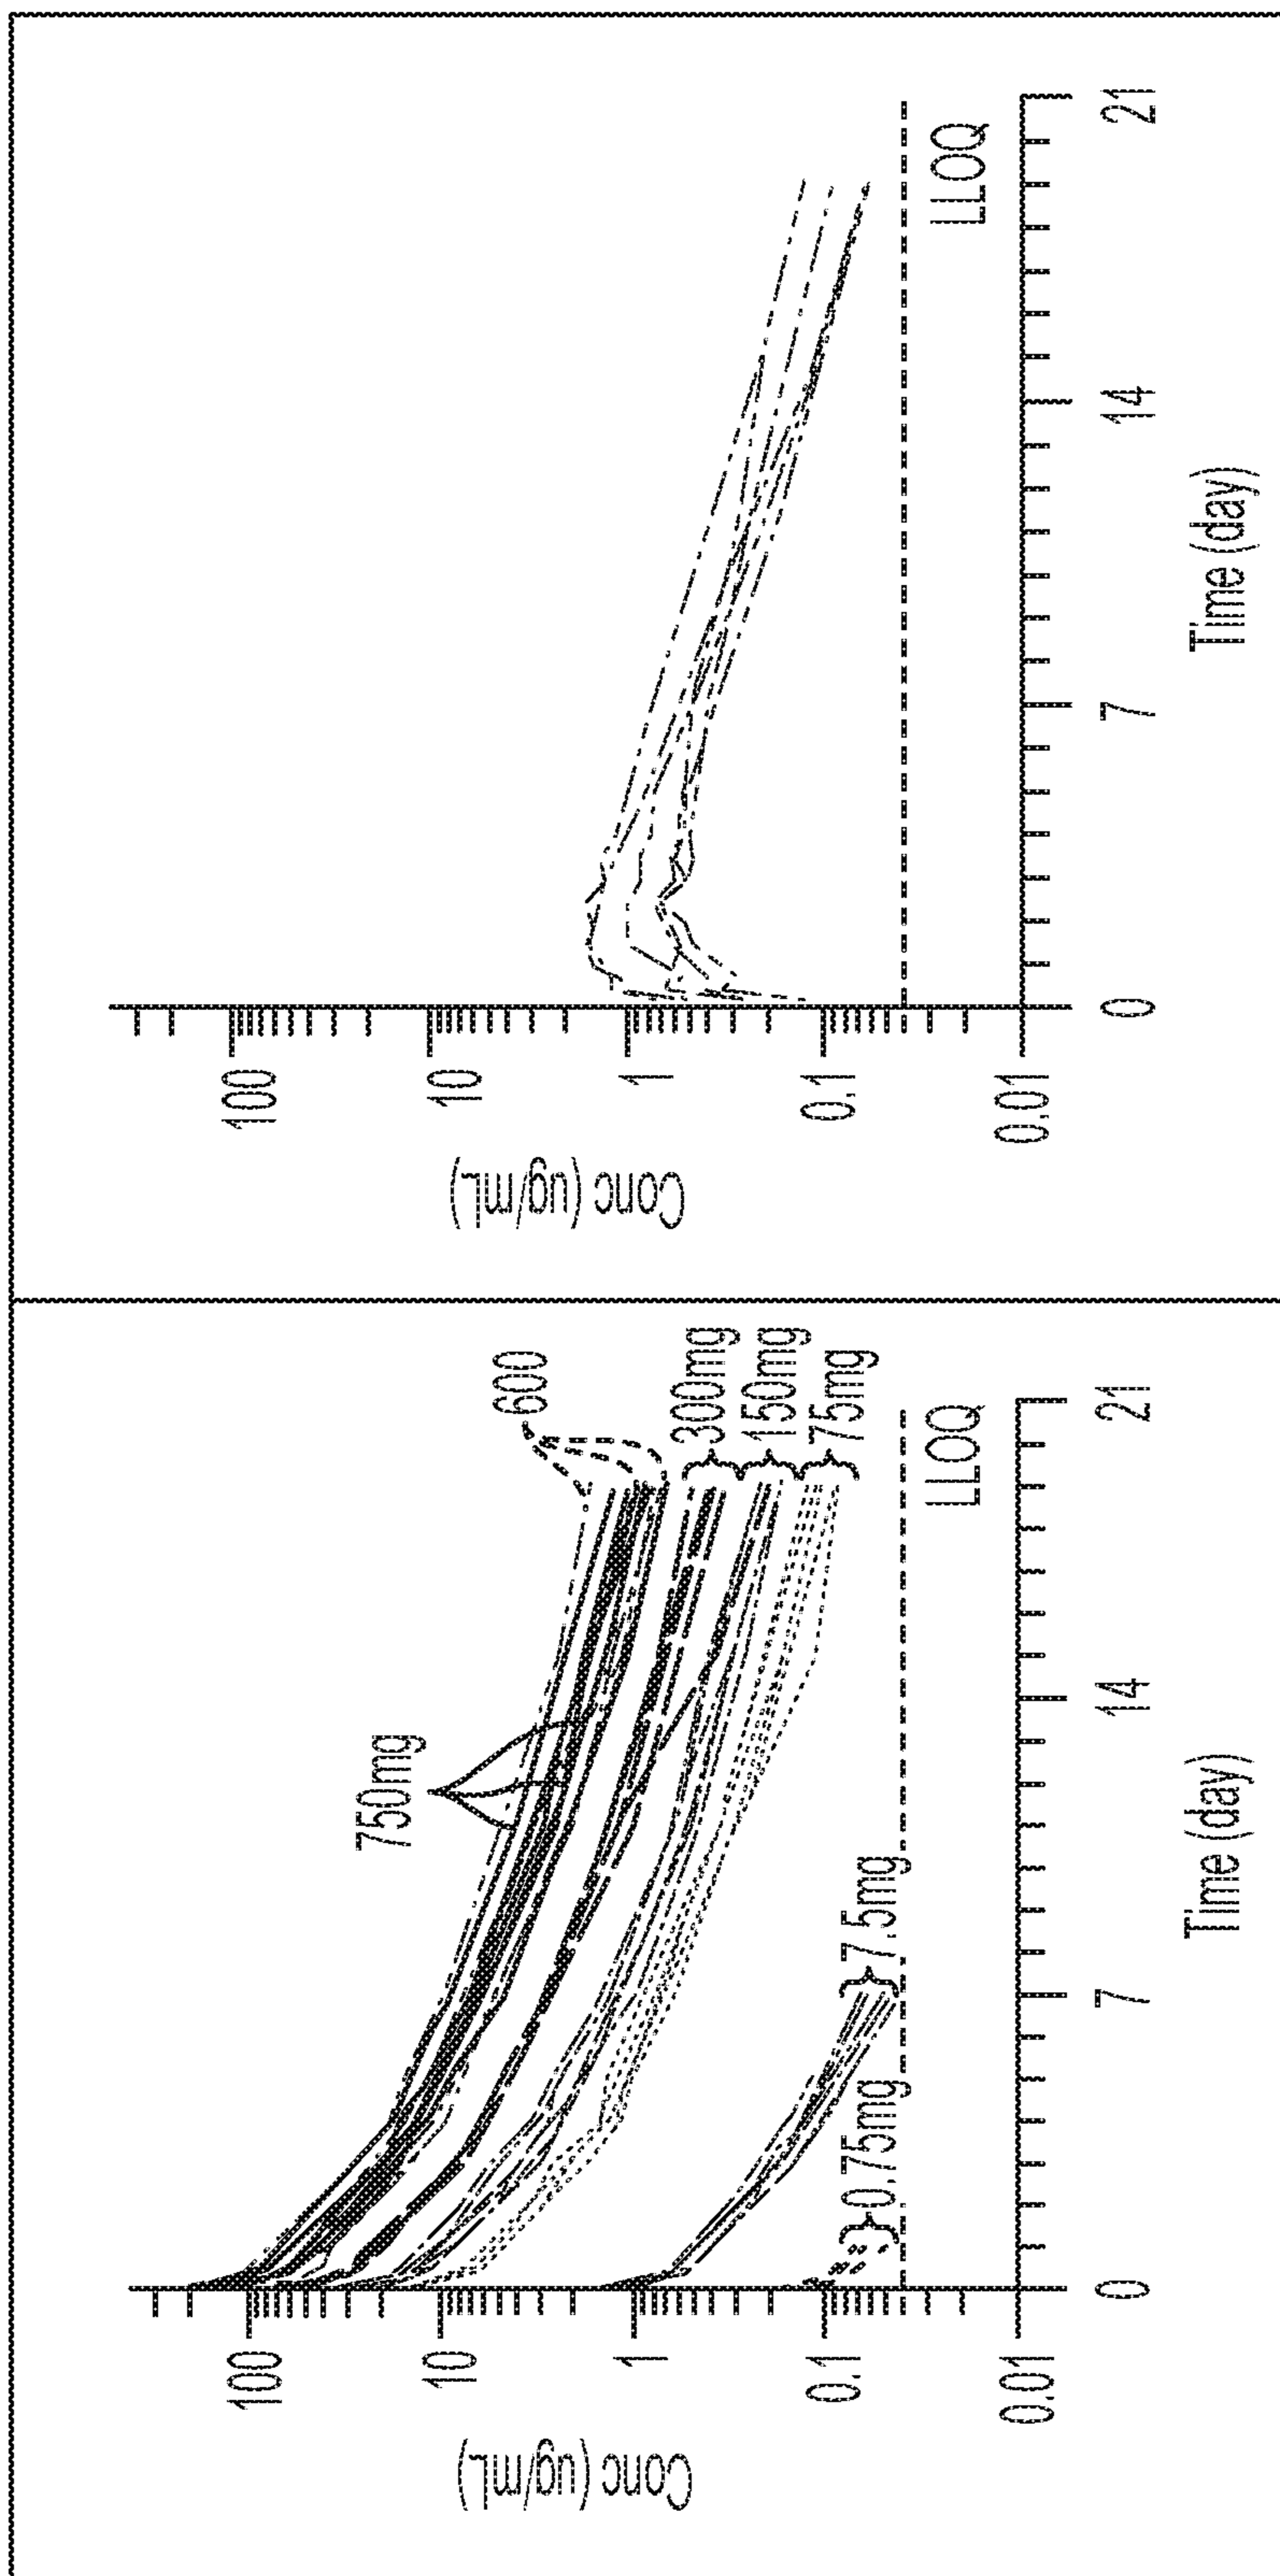 Conc (ug/mL)
100
10
1
0.1
0.01
750mg
600
300mg
150mg
75mg
7.5mg
0.75mg
LLOQ
0
7
14
21
Time (day)
Conc (ug/mL)
100
10
1
0.1
0.01
LLOQ
0
7
14
21
Time (day)